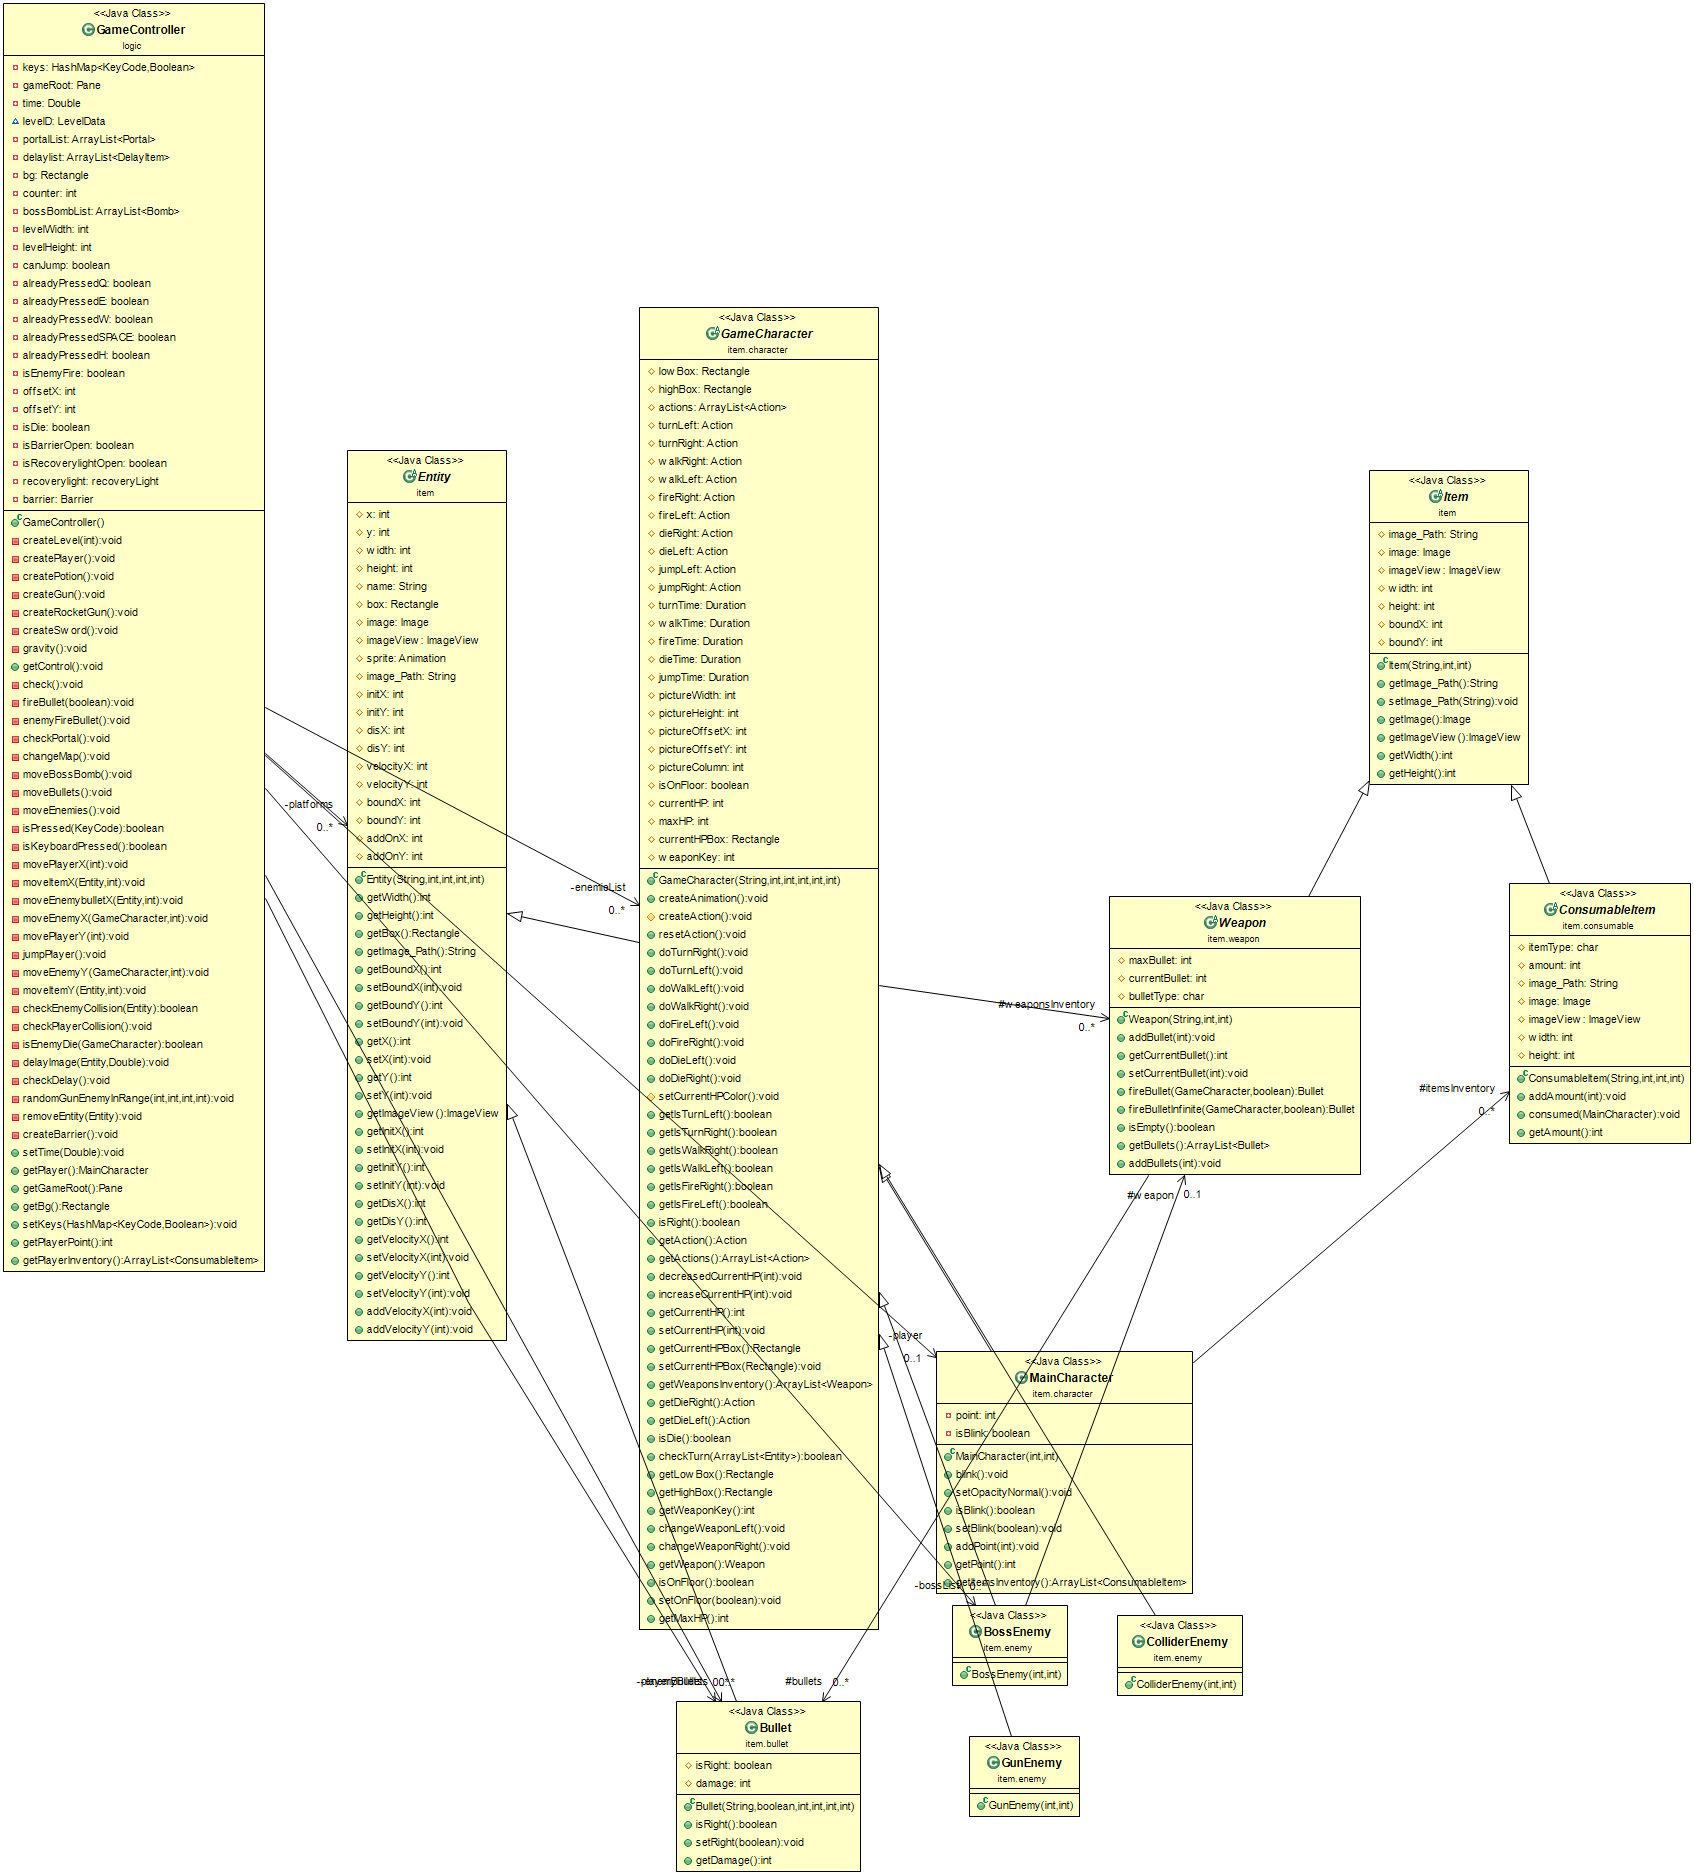 <<Java Class>>
GameController
logic
keys: HashMap<KeyCode,Boolean>
gameRoot: Pane
time: Double
levelD: LevelData
portalList: ArrayList<Portal>
delaylist: ArrayList<DelayItem>
bg: Rectangle
counter: int
bossBombList: ArrayList<Bomb>
levelWidth: int
levelHeight: int
canJump: boolean
alreadyPressedQ: boolean
alreadyPressedE: boolean
alreadyPressedW: boolean
alreadyPressedSPACE: boolean
alreadyPressedH: boolean
isEnemyFire: boolean
offsetX: int
offsetY: int
isDie: boolean
isBarrierOpen: boolean
isRecoverylightOpen: boolean
recoverylight: recoveryLight
barrier: Barrier
GameController()
createLevel(int):void
createPlayer():void
createPotion():void
createGun():void
createRocketGun():void
createSword():void
gravity():void
getControl():void
check():void
fireBullet(boolean):void
enemyFireBullet():void
checkPortal():void
changeMap():void
moveBossBomb():void
moveBullets():void
moveEnemies():void
isPressed(KeyCode):boolean
isKeyboardPressed():boolean
movePlayerX(int):void
moveItemX(Entity,int):void
moveEnemybulletX(Entity,int):void
moveEnemyX(GameCharacter,int):void
movePlayerY(int):void
jumpPlayer():void
moveEnemyY(GameCharacter,int):void
moveItemY(Entity,int):void
checkEnemyCollision(Entity):boolean
checkPlayerCollision():void
isEnemyDie(GameCharacter):boolean
delayImage(Entity,Double):void
checkDelay():void
randomGunEnemyInRange(int,int,int,int):void
removeEntity(Entity):void
createBarrier():void
setTime(Double):void
getPlayer():MainCharacter
getGameRoot():Pane
getBg():Rectangle
setKeys(HashMap<KeyCode,Boolean>):void
getPlayerPoint():int
getPlayerInventory():ArrayList<ConsumableItem>
-platforms
0..*
<<Java Class>>
Entity
item
x: int
y: int
width: int
height: int
name: String
box: Rectangle
image: Image
imageView: ImageView
sprite: Animation
image_Path: String
initX: int
initY: int
disX: int
disY: int
velocityX: int
velocityY: int
boundX: int
boundY: int
addOnX: int
addOnY: int
Entity(String,int,int,int,int)
getWidth():int
getHeight():int
getBox():Rectangle
getImage_Path():String
getBoundX():int
setBoundX(int):void
getBoundY():int
setBoundY(int):void
getX():int
setX(int):void
getY():int
setY(int):void
getImageView():ImageView
getInitX():int
setInitX(int):void
getInitY():int
setInitY(int):void
getDisX():int
getDisY():int
getVelocityX():int
setVelocityX(int):void
getVelocityY():int
setVelocityY(int):void
addVelocityX(int):void
addVelocityY(int):void
-enemieList
0..*
<<Java Class>>
GameCharacter
item.character
lowBox: Rectangle
highBox: Rectangle
actions: ArrayList<Action>
turnLeft: Action
turnRight: Action
walkRight: Action
walkLeft: Action
fireRight: Action
fireLeft: Action
dieRight: Action
dieLeft: Action
jumpLeft: Action
jumpRight: Action
turnTime: Duration
walkTime: Duration
fireTime: Duration
dieTime: Duration
jumpTime: Duration
pictureWidth: int
pictureHeight: int
pictureOffsetX: int
pictureOffsetY: int
pictureColumn: int
isOnFloor: boolean
currentHP: int
maxHP: int
currentHPBox: Rectangle
weaponKey: int
GameCharacter(String,int,int,int,int,int)
createAnimation():void
createAction():void
resetAction():void
doTurnRight():void
doTurnLeft():void
doWalkLeft():void
doWalkRight():void
doFireLeft():void
doFireRight():void
doDieLeft():void
doDieRight():void
setCurrentHPColor():void
getIsTurnLeft():boolean
getIsTurnRight():boolean
getIsWalkRight():boolean
getIsWalkLeft():boolean
getIsFireRight():boolean
getIsFireLeft():boolean
isRight():boolean
getAction():Action
getActions():ArrayList<Action>
decreasedCurrentHP(int):void
increaseCurrentHP(int):void
getCurrentHP():int
setCurrentHP(int):void
getCurrentHPBox():Rectangle
setCurrentHPBox(Rectangle):void
getWeaponsInventory():ArrayList<Weapon>
getDieRight():Action
getDieLeft():Action
isDie():boolean
checkTurn(ArrayList<Entity>):boolean
getLowBox():Rectangle
getHighBox():Rectangle
getWeaponKey():int
changeWeaponLeft():void
changeWeaponRight():void
getWeapon():Weapon
isOnFloor():boolean
setOnFloor(boolean):void
getMaxHP():int
#weaponsInventory
0..*
<<Java Class>>
Item
item
image_Path: String
image: Image
imageView: ImageView
width: int
height: int
boundX: int
boundY: int
Item(String,int,int)
getImage_Path():String
setImage_Path(String):void
getImage():Image
getImageView():ImageView
getWidth():int
getHeight():int
<<Java Class>>
Weapon
item.weapon
maxBullet: int
currentBullet: int
bulletType: char
Weapon(String,int,int)
addBullet(int):void
getCurrentBullet():int
setCurrentBullet(int):void
fireBullet(GameCharacter,boolean):Bullet
fireBulletInfinite(GameCharacter,boolean):Bullet
isEmpty():boolean
getBullets():ArrayList<Bullet>
addBullets(int):void
#weapon
0..1
#itemsInventory
0..*
<<Java Class>>
ConsumableItem
item.consumable
itemType: char
amount: int
image_Path: String
image: Image
imageView: ImageView
width: int
height: int
ConsumableItem(String,int,int,int)
addAmount(int):void
consumed(MainCharacter):void
getAmount():int
-player
0..1
<<Java Class>>
MainCharacter
item.character
point: int
isBlink: boolean
MainCharacter(int,int)
blink():void
setOpacityNormal():void
isBlink():boolean
setBlink(boolean):void
addPoint(int):void
getPoint():int
getItemsInventory():ArrayList<ConsumableItem>
-bossList
0..*
<<Java Class>>
BossEnemy
item.enemy
BossEnemy(int,int)
<<Java Class>>
ColliderEnemy
item.enemy
ColliderEnemy(int,int)
#bullets
0..*
<<Java Class>>
Bullet
item.bullet
isRight: boolean
damage: int
Bullet(String,boolean,int,int,int,int)
isRight():boolean
setRight(boolean):void
getDamage():int
<<Java Class>>
GunEnemy
item.enemy
GunEnemy(int,int)